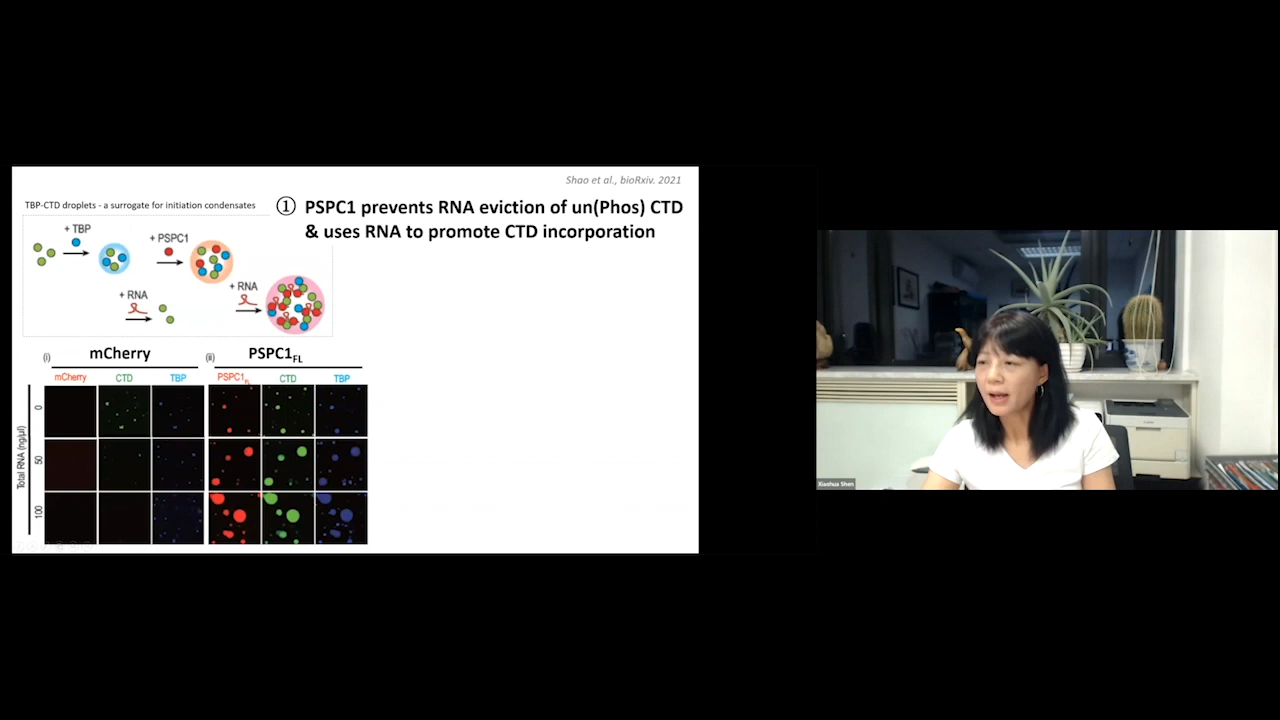 Shao et al., bioRxiv. 2021
TBP-CTD droplets - a surrogate for initiation condensates
① PSPC1 prevents RNA eviction of un(Phos) CTD
& uses RNA to promote CTD incorporation
+ TBP
+ PSPC1
+ RNA
+ RNA
(i) mCherry
(ii) PSPC1FL
mCherry CTD TBP
PSPC1FL CTD TBP
Total RNA (ng/µl)
0
50
100
Xiaohua Shen